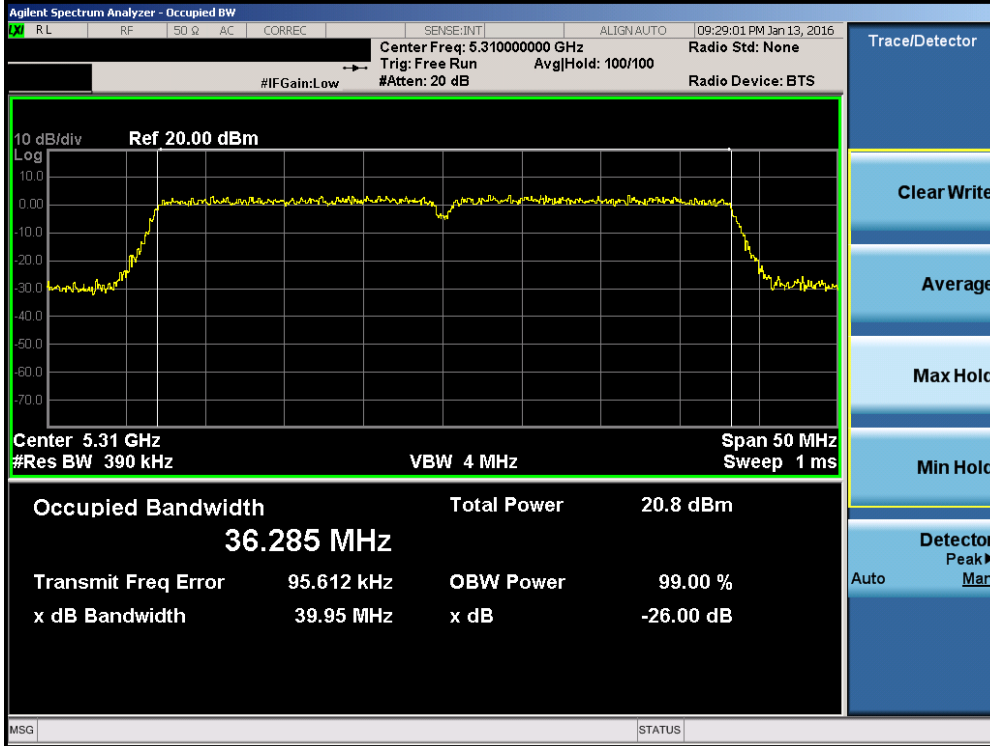 Agilent Spectrum Analyzer - Occupied BW
LXI RL RF 50 Ω AC CORREC SENSE:INT ALIGN AUTO 09:29:01 PM Jan 13, 2016
Center Freq: 5.310000000 GHz Radio Std: None
Trig: Free Run Avg|Hold: 100/100
#IFGain:Low #Atten: 20 dB Radio Device: BTS
Trace/Detector
10 dB/div Ref 20.00 dBm
Log
10.0
0.00
-10.0
-20.0
-30.0
-40.0
-50.0
-60.0
-70.0
Center 5.31 GHz Span 50 MHz
#Res BW 390 kHz VBW 4 MHz Sweep 1 ms
Occupied Bandwidth Total Power 20.8 dBm
36.285 MHz
Transmit Freq Error 95.612 kHz OBW Power 99.00 %
x dB Bandwidth 39.95 MHz x dB -26.00 dB
Clear Write
Average
Max Hold
Min Hold
Detector
Peak▶
Auto Man
MSG STATUS